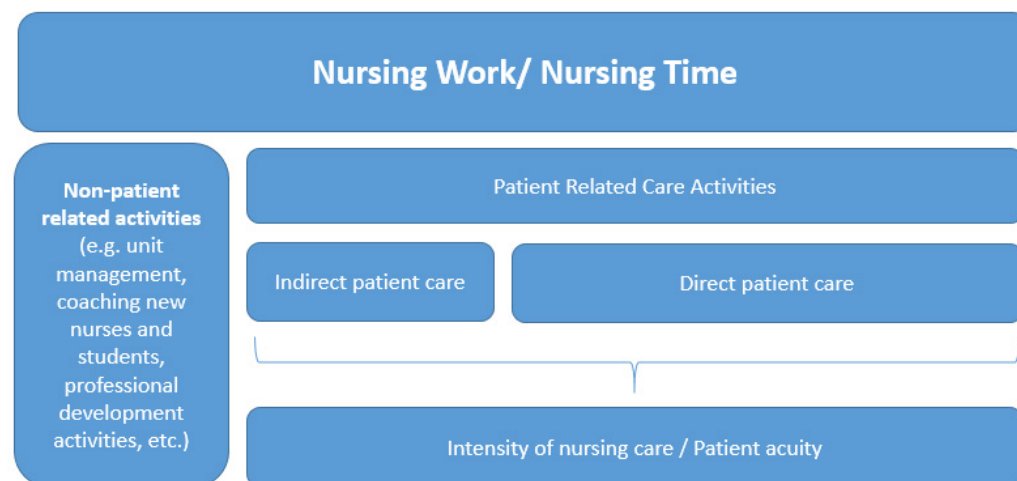 Nursing Work/ Nursing Time
Non-patient
related activities
(e.g. unit
management,
coaching new
nurses and
students,
professional
development
activities, etc.)
Patient Related Care Activities
Indirect patient care
Direct patient care
Intensity of nursing care / Patient acuity